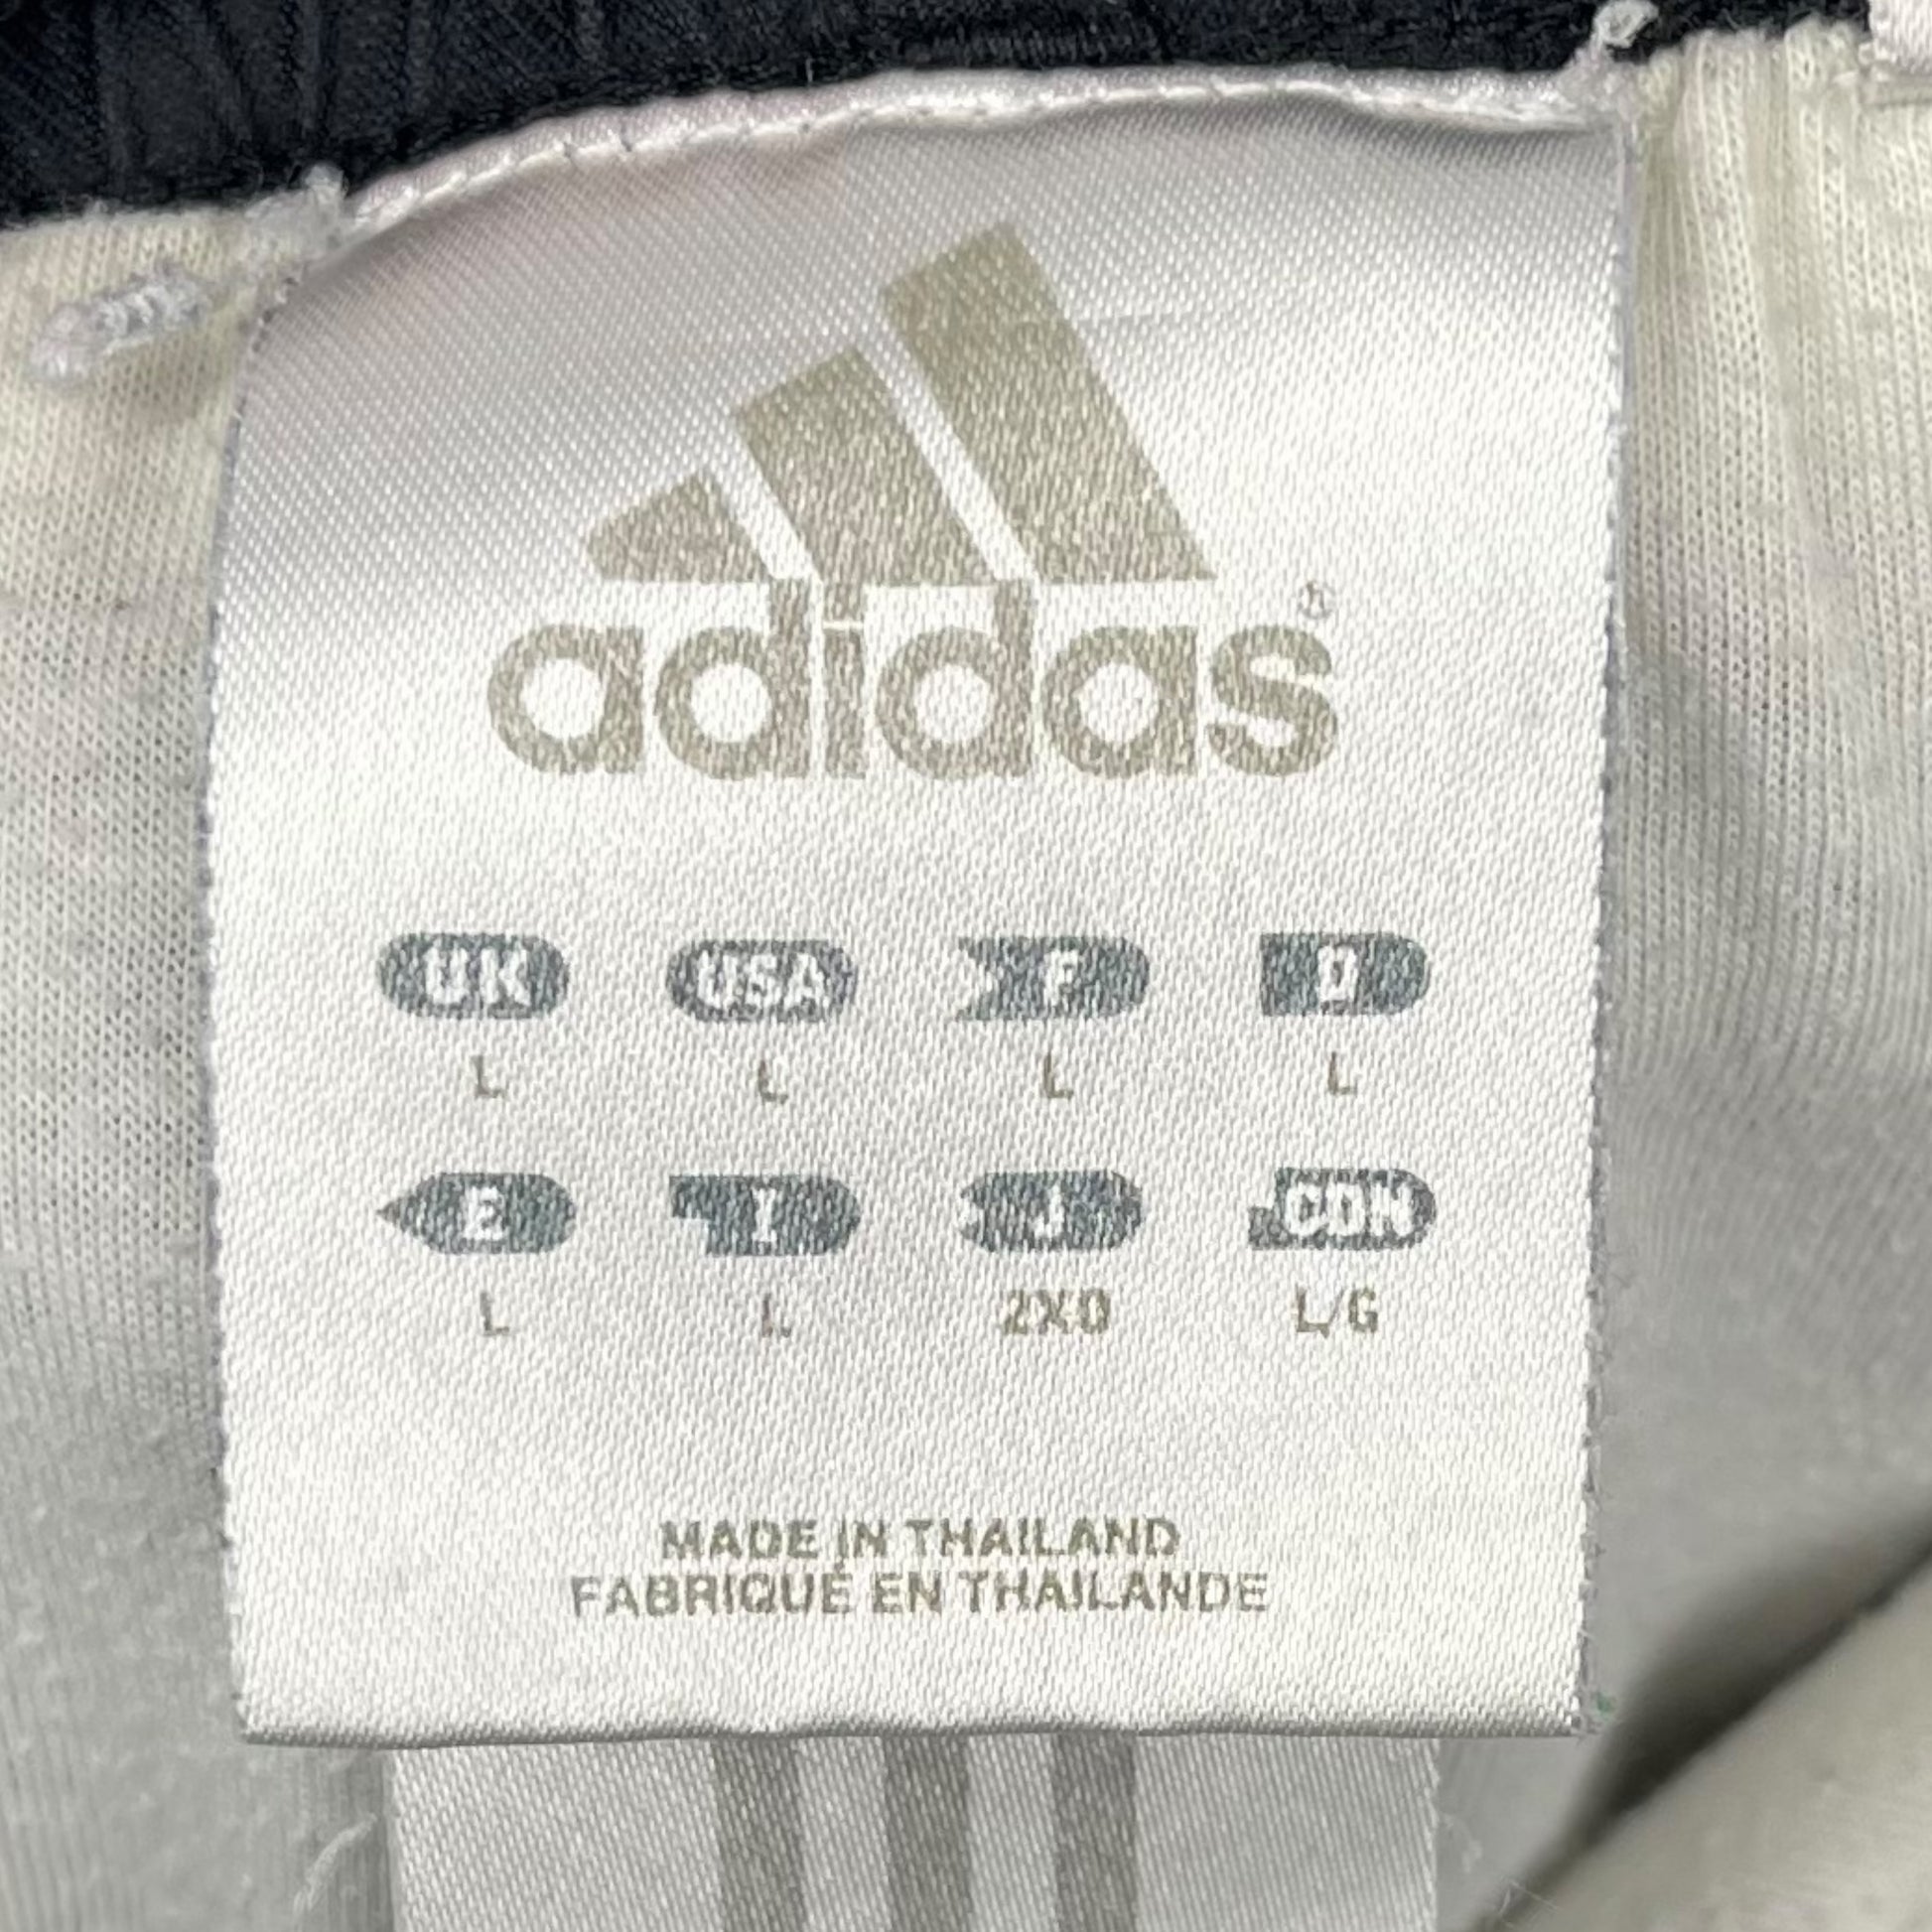 adidas®
UK USA F D
L L L L
E I J CDN
L L 2XO L/G
MADE IN THAILAND
FABRIQUÉ EN THAILANDE